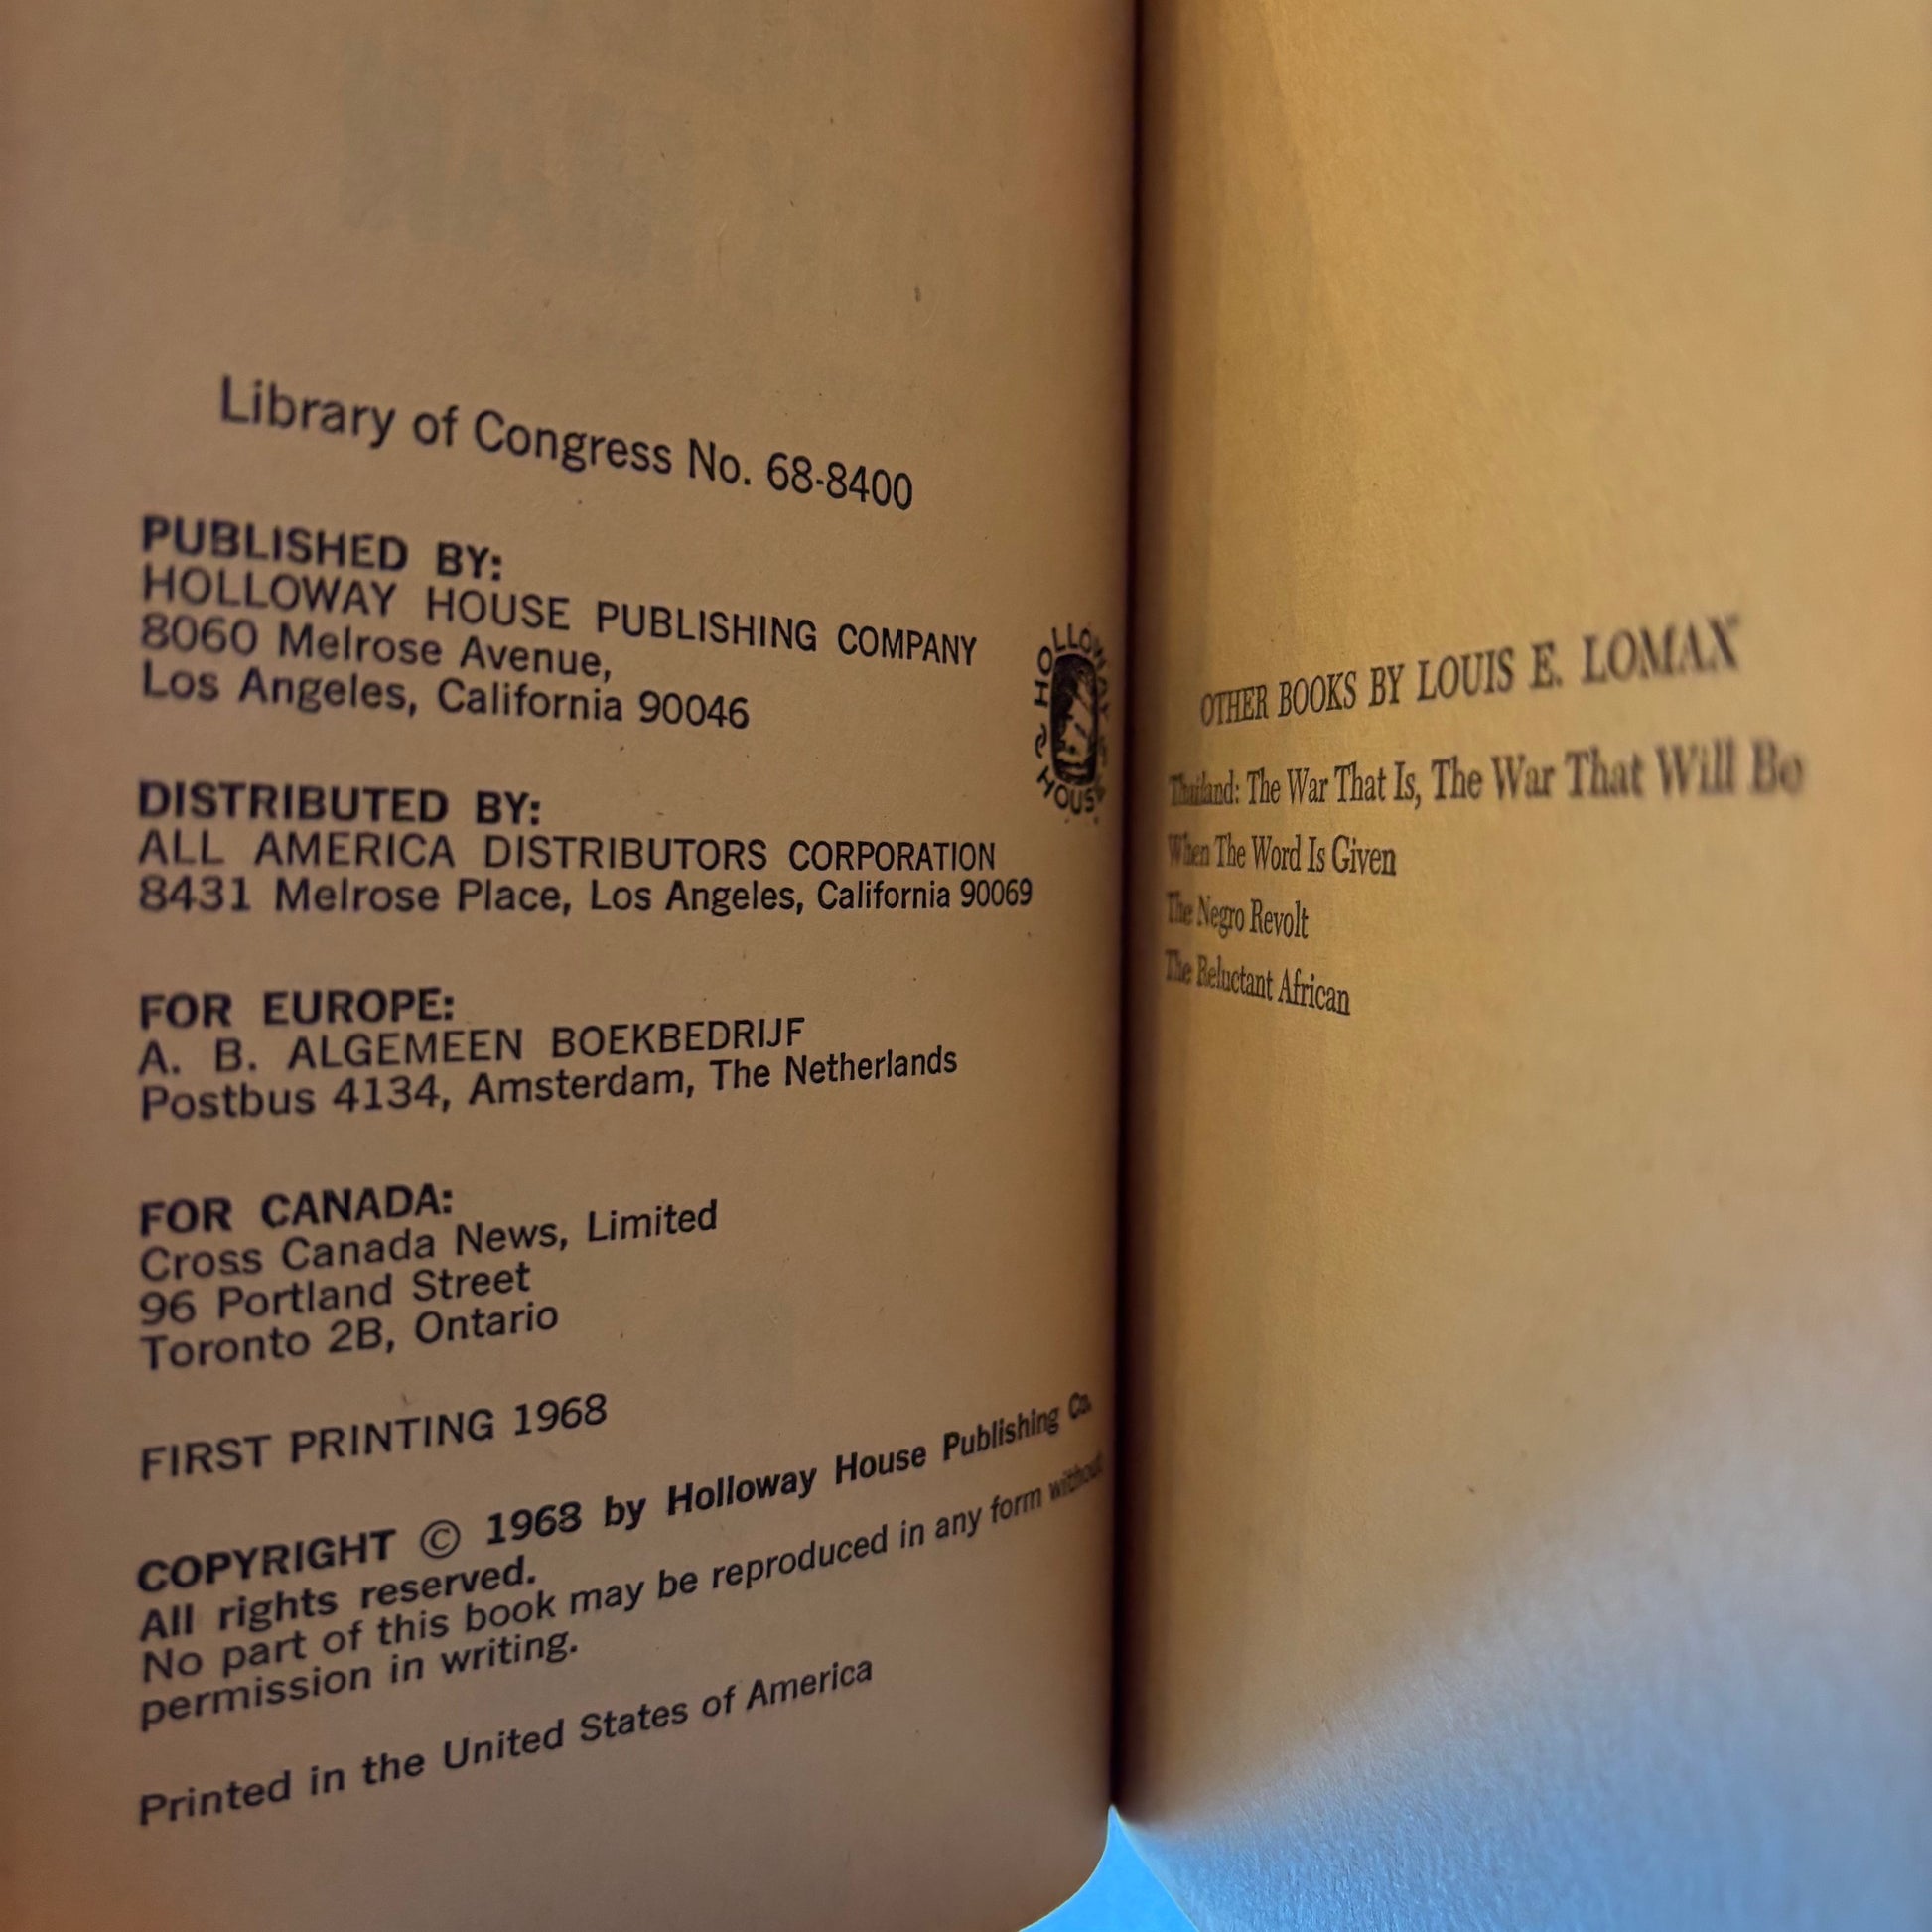 Library of Congress No. 68-8400
PUBLISHED BY:
HOLLOWAY HOUSE PUBLISHING COMPANY
8060 Melrose Avenue,
Los Angeles, California 90046
HOLLOWAY HOUSE
DISTRIBUTED BY:
ALL AMERICA DISTRIBUTORS CORPORATION
8431 Melrose Place, Los Angeles, California 90069
FOR EUROPE:
A. B. ALGEMEEN BOEKBEDRIJF
Postbus 4134, Amsterdam, The Netherlands
FOR CANADA:
Cross Canada News, Limited
96 Portland Street
Toronto 2B, Ontario
FIRST PRINTING 1968
COPYRIGHT © 1968 by Holloway House Publishing Co.
All rights reserved.
No part of this book may be reproduced in any form without
permission in writing.
Printed in the United States of America
OTHER BOOKS BY LOUIS E. LOMAX
Thailand: The War That Is, The War That Will Be
When The Word Is Given
The Negro Revolt
The Reluctant African